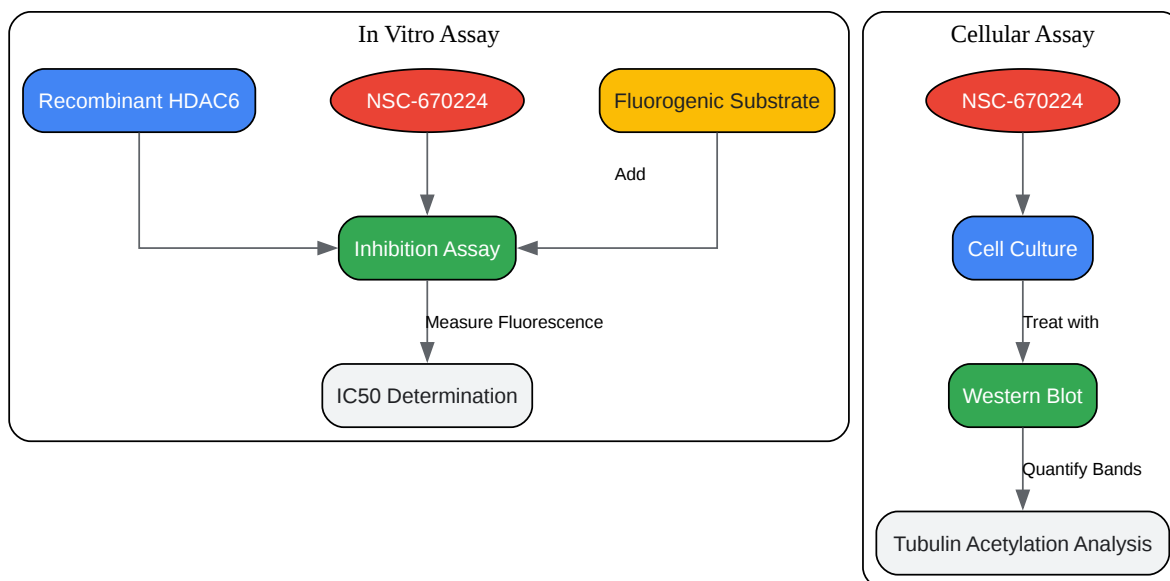 In Vitro Assay
Recombinant HDAC6
NSC-670224
Fluorogenic Substrate
Add
Inhibition Assay
Measure Fluorescence
IC50 Determination
Cellular Assay
NSC-670224
Cell Culture
Treat with
Western Blot
Quantify Bands
Tubulin Acetylation Analysis